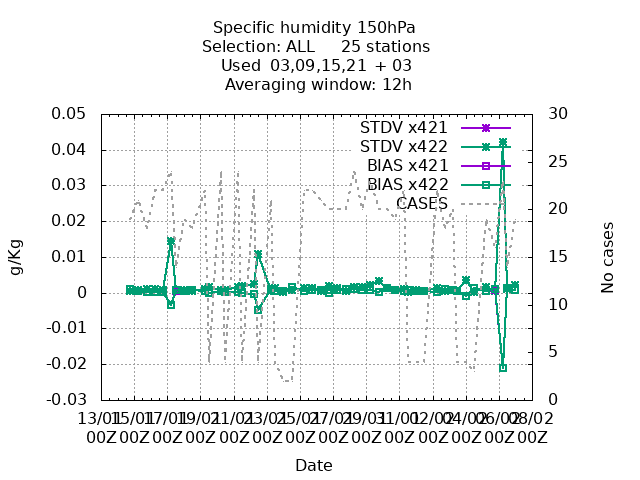 Specific humidity 150hPa
Selection: ALL 25 stations
Used 03,09,15,21 + 03
Averaging window: 12h
STDV x421
STDV x422
BIAS x421
BIAS x422
CASES
0.05
0.04
0.03
0.02
0.01
0
-0.01
-0.02
-0.03
30
25
20
15
10
5
0
g/Kg
No cases
13/01 15/01 17/01 19/01 21/01 23/01 25/01 27/01 29/01 31/01 02/02 04/02 06/02 08/02
00Z 00Z 00Z 00Z 00Z 00Z 00Z 00Z 00Z 00Z 00Z 00Z 00Z 00Z
Date